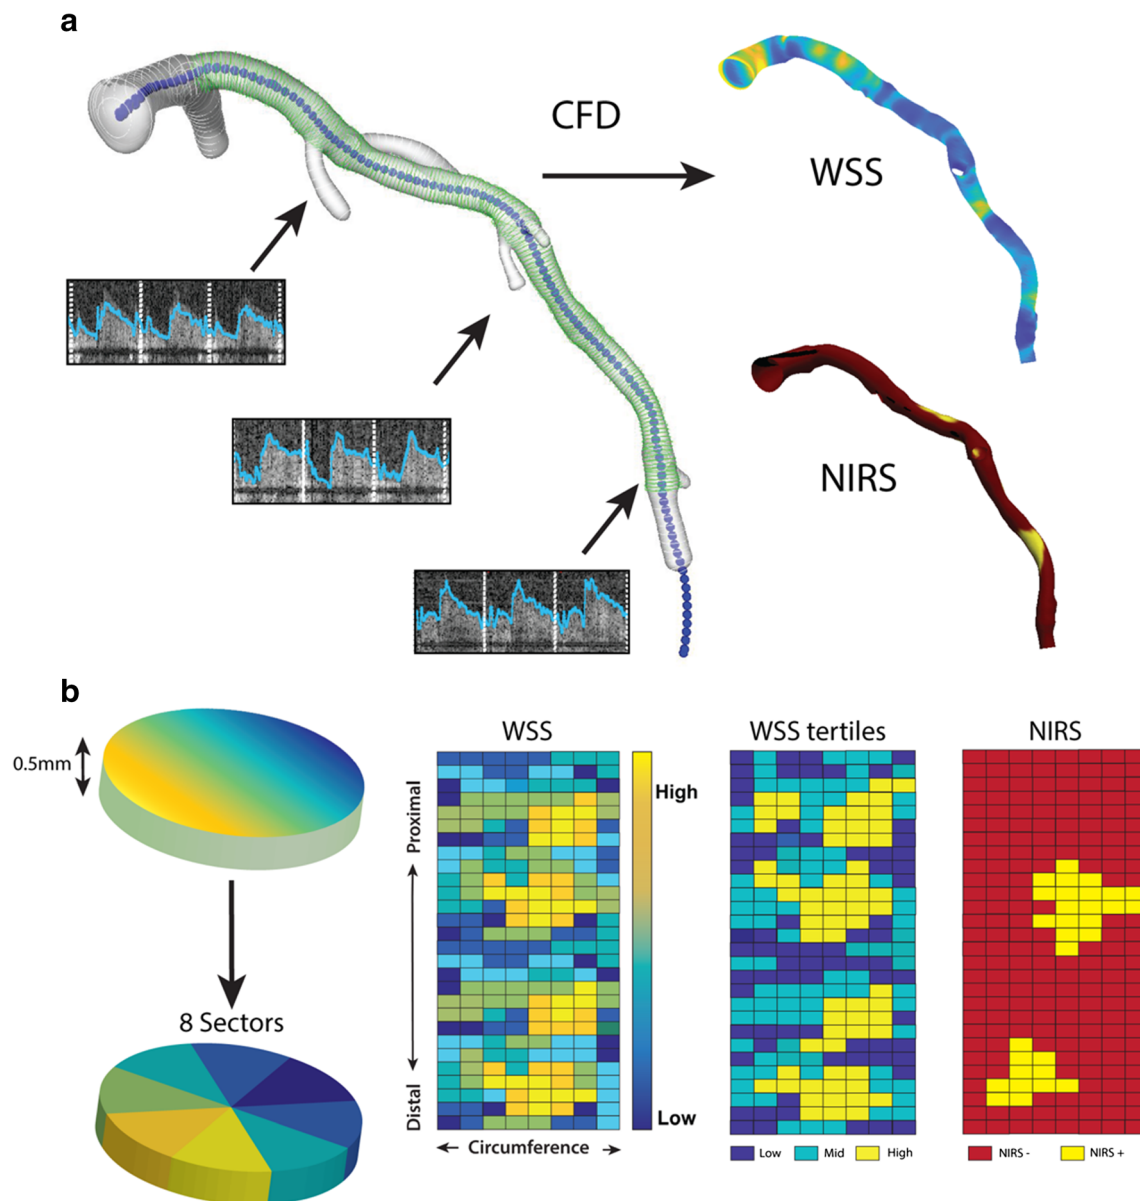 a
CFD
WSS
NIRS
b
0.5mm
8 Sectors
WSS
High
Low
Proximal
Distal
Circumference
WSS tertiles
Low Mid High
NIRS
NIRS - NIRS +